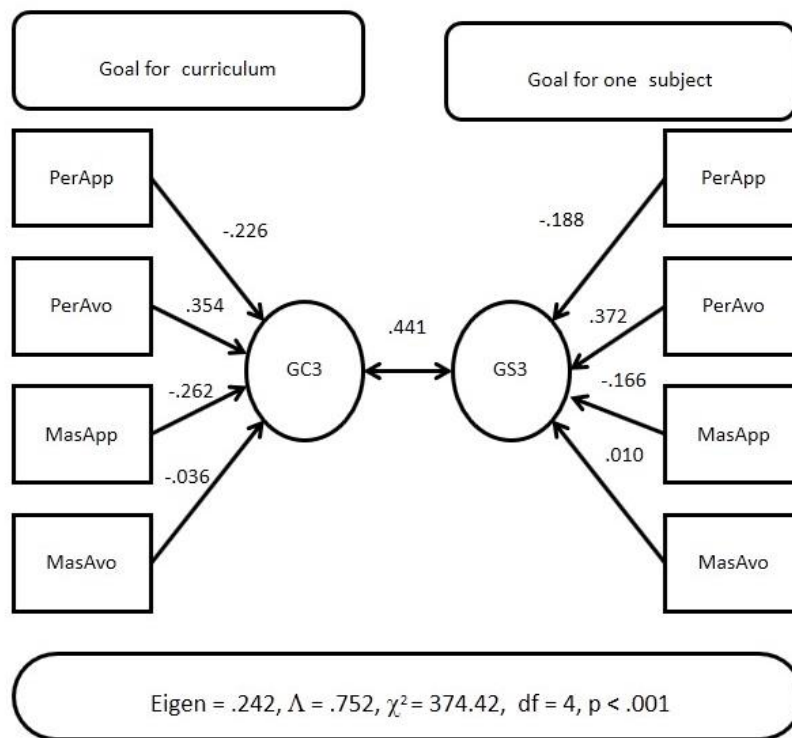 Goal for curriculum
Goal for one subject
PerApp
PerApp
-.226
-.188
PerAvo
.354
.441
.372
PerAvo
GC3
GS3
-.262
-.166
MasApp
MasApp
-.036
.010
MasAvo
MasAvo
Eigen = .242, Λ = .752, χ² = 374.42, df = 4, p < .001